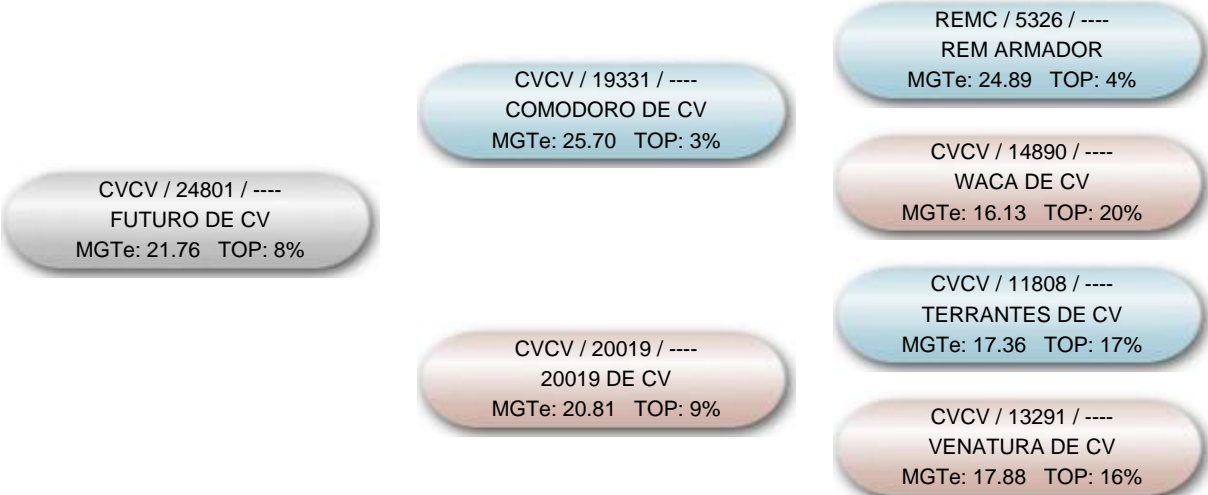 REMC / 5326 / ----
REM ARMADOR
MGTe: 24.89   TOP: 4%
CVCV / 19331 / ----
COMODORO DE CV
MGTe: 25.70   TOP: 3%
CVCV / 14890 / ----
WACA DE CV
MGTe: 16.13   TOP: 20%
CVCV / 24801 / ----
FUTURO DE CV
MGTe: 21.76   TOP: 8%
CVCV / 11808 / ----
TERRANTES DE CV
MGTe: 17.36   TOP: 17%
CVCV / 20019 / ----
20019 DE CV
MGTe: 20.81   TOP: 9%
CVCV / 13291 / ----
VENATURA DE CV
MGTe: 17.88   TOP: 16%